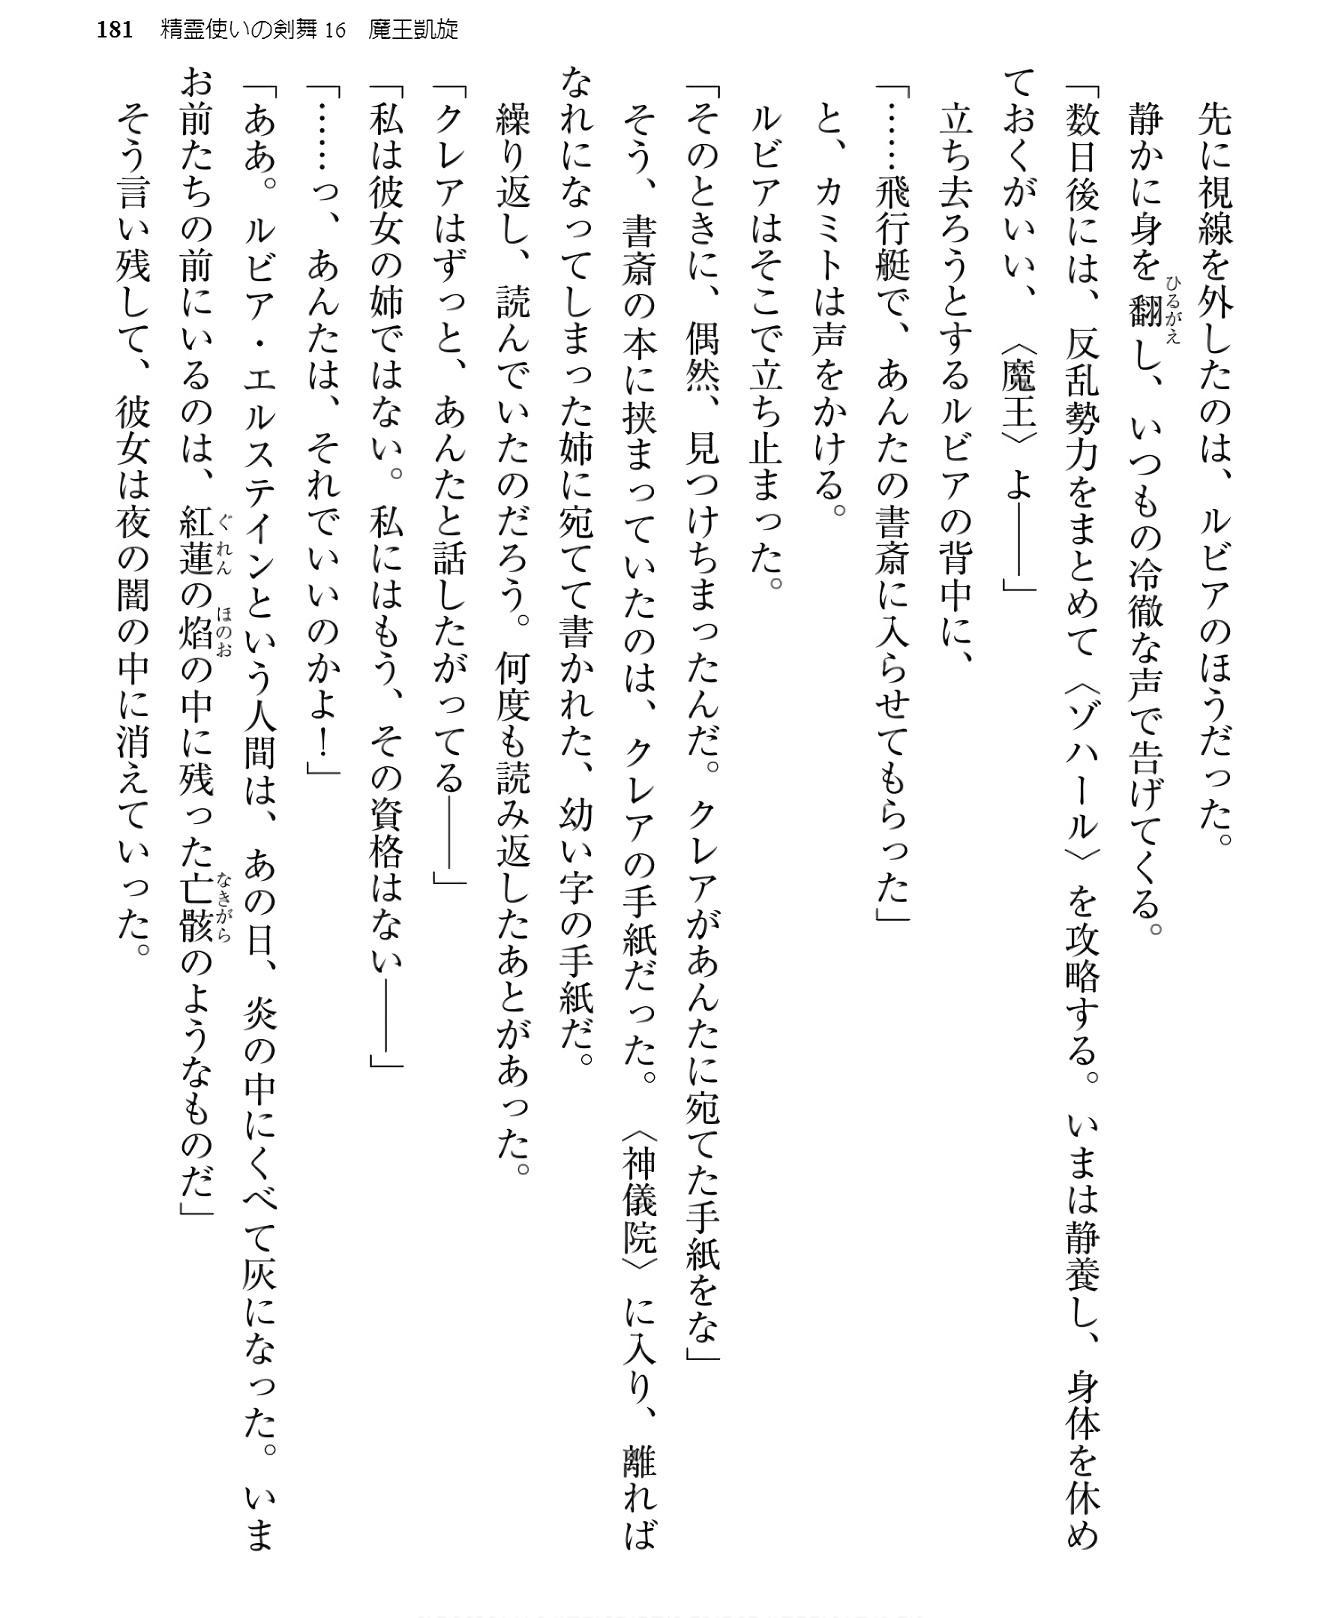 181 精霊使いの剣舞16 魔王凱旋
先に視線を外したのは、ルビアのほうだった。
静かに身を翻し、いつもの冷徹な声で告げてくる。
「数日後には、反乱勢力をまとめて〈ゾハール〉を攻略する。いまは静養し、身体を休め
ておくがいい、〈魔王〉よ――」
立ち去ろうとするルビアの背中に、
「……飛行艇で、あんたの書斎に入らせてもらった」
と、カミトは声をかける。
ルビアはそこで立ち止まった。
「そのときに、偶然、見つけちまったんだ。クレアがあんたに宛てた手紙をな」
そう、書斎の本に挟まっていたのは、クレアの手紙だった。〈神儀院〉に入り、離れば
なれになってしまった姉に宛てて書かれた、幼い字の手紙だ。
繰り返し、読んでいたのだろう。何度も読み返したあとがあった。
「クレアはずっと、あんたと話したがってる――」
「私は彼女の姉ではない。私にはもう、その資格はない――」
「……っ、あんたは、それでいいのかよ！」
「ああ。ルビア・エルステインという人間は、あの日、炎の中にくべて灰になった。いま
お前たちの前にいるのは、紅蓮の焰の中に残った亡骸のようなものだ」
そう言い残して、彼女は夜の闇の中に消えていった。
ひるがえ
ぐれん
ほのお
なきがら